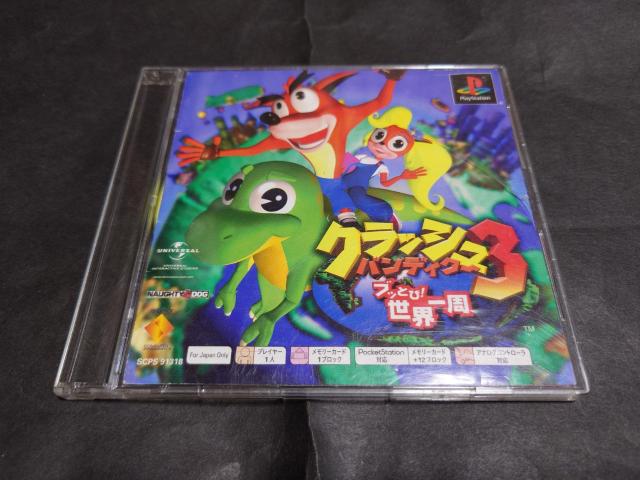 PlayStation
クラッシュ
バンディクー3
ブッとび!
世界一周
TM
UNIVERSAL
UNIVERSAL INTERACTIVE STUDIOS
NAUGHTY DOG
SCPS 91318
For Japan Only
プレイヤー
1人
メモリーカード
1ブロック
PocketStation
対応
メモリーカード
+12ブロック
アナログコントローラ
対応